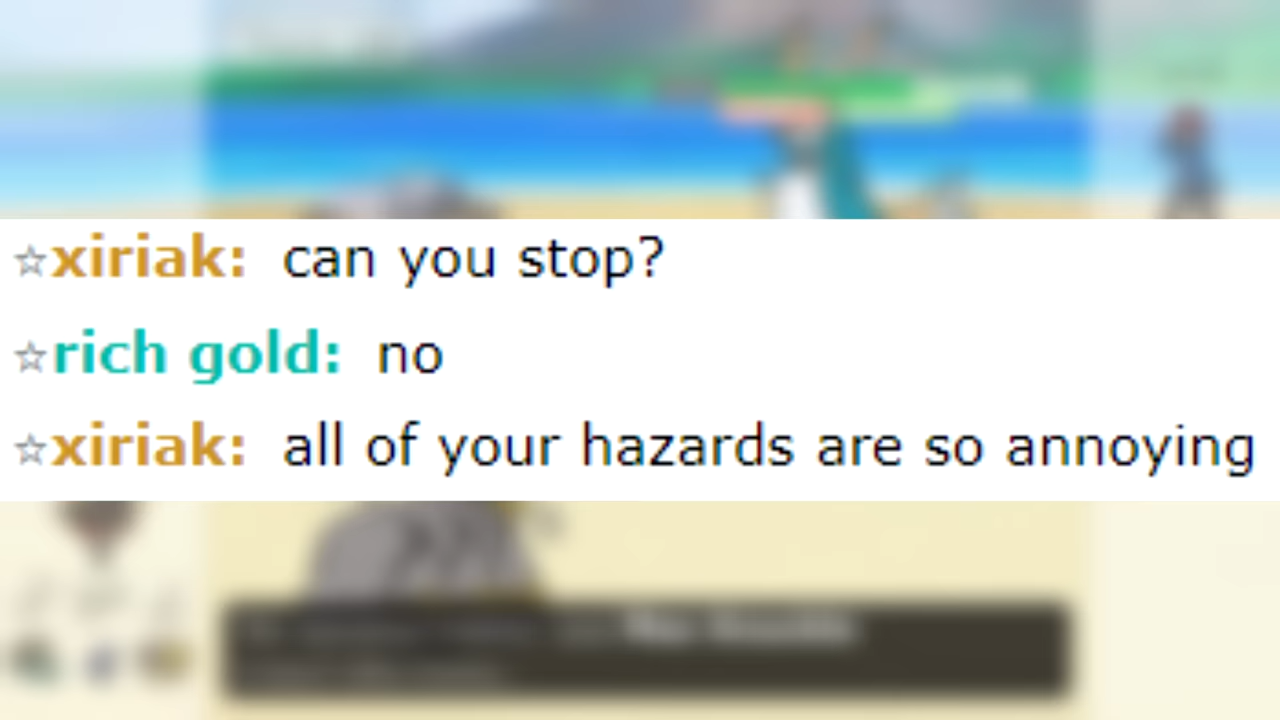 ☆xiriak: can you stop?
☆rich gold: no
☆xiriak: all of your hazards are so annoying